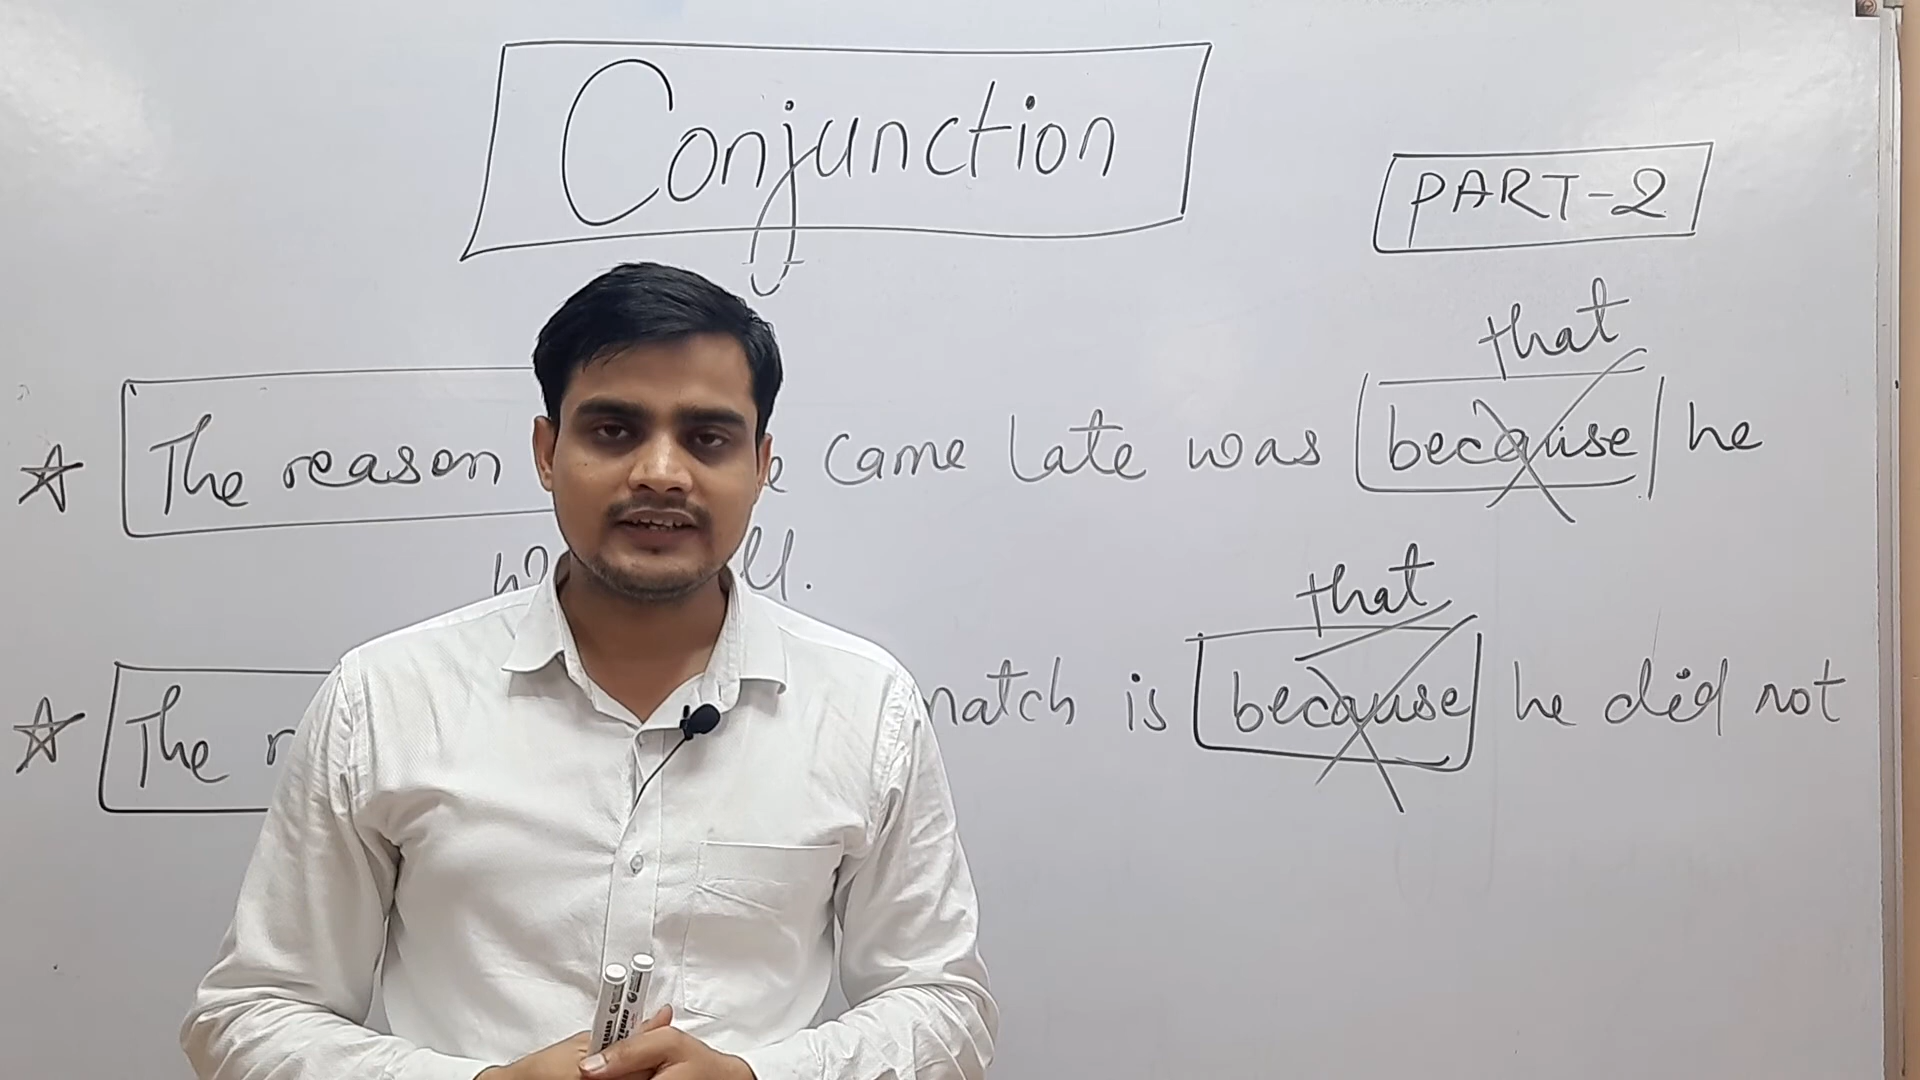 Conjunction
PART-2
that
The reason came late was because he
that
The match is because he did not